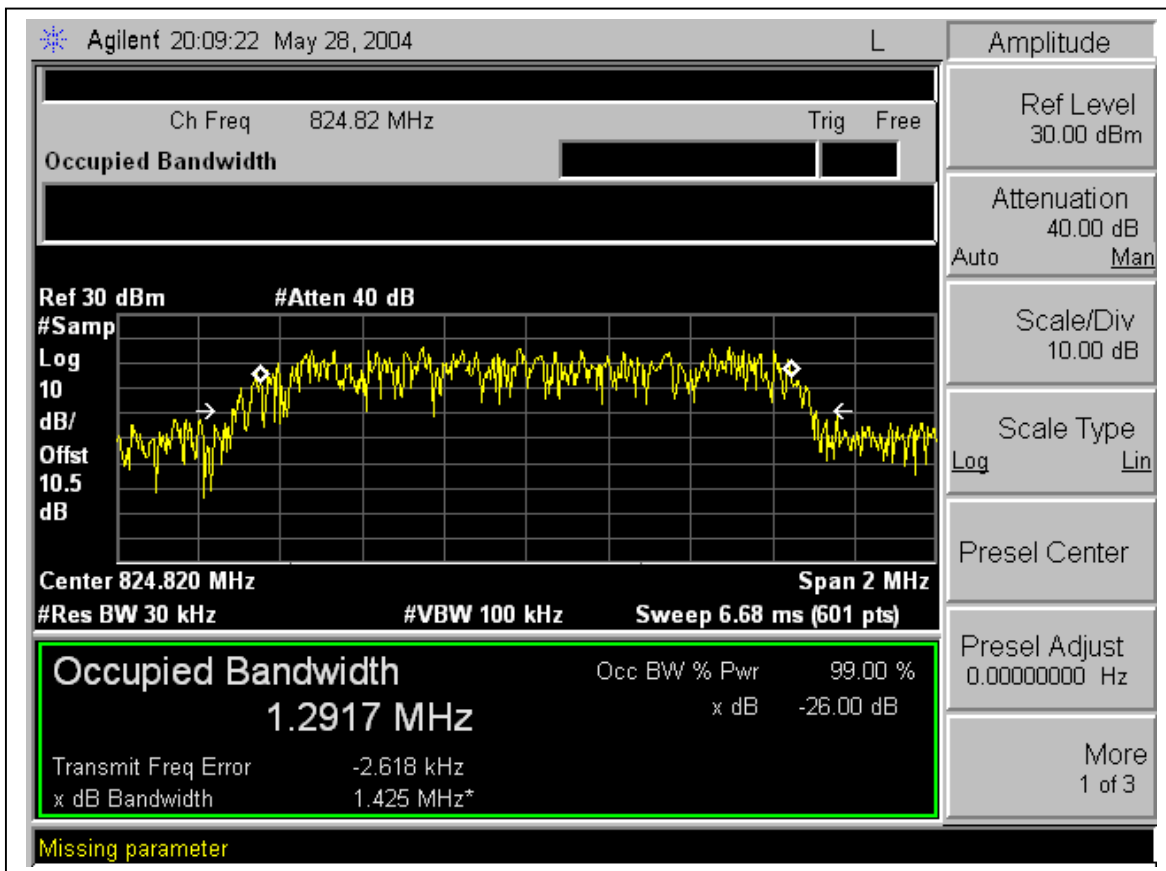 Agilent 20:09:22 May 28, 2004 L
Amplitude
Ch Freq 824.82 MHz Trig Free
Occupied Bandwidth
Ref Level
30.00 dBm
Attenuation
40.00 dB
Auto Man
Scale/Div
10.00 dB
Scale Type
Log Lin
Presel Center
Presel Adjust
0.00000000 Hz
More
1 of 3
Ref 30 dBm #Atten 40 dB
#Samp
Log
10
dB/
Offst
10.5
dB
Center 824.820 MHz Span 2 MHz
#Res BW 30 kHz #VBW 100 kHz Sweep 6.68 ms (601 pts)
Occupied Bandwidth Occ BW % Pwr 99.00 %
1.2917 MHz x dB -26.00 dB
Transmit Freq Error -2.618 kHz
x dB Bandwidth 1.425 MHz*
Missing parameter